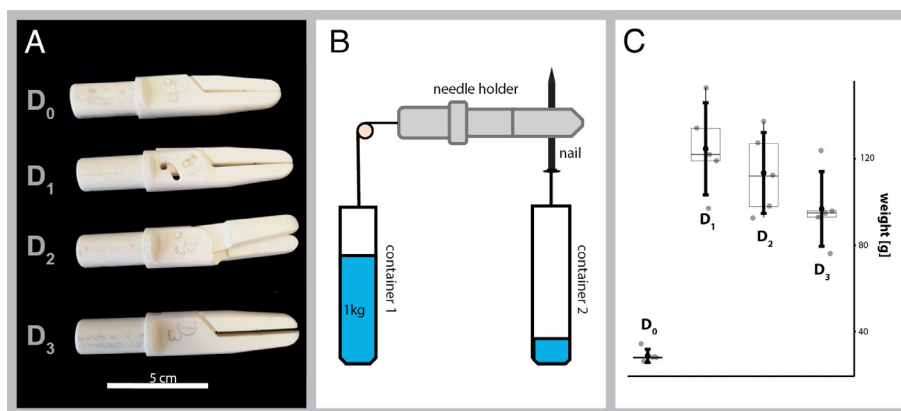 A
D0
D1
D2
D3
5 cm
B
needle holder
nail
container 1
1kg
container 2
C
D1
D2
D3
D0
120
80
40
weight [g]